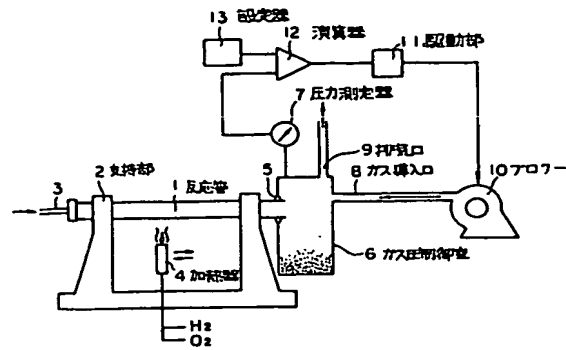 13 設定器
12 演算器
11 駆動部
7 圧力測定器
9 排気口
8 ガス導入口
10 ブロワー
2 支持部
1 反応管
5
3
6 ガス圧制御室
4 加熱器
H2
O2